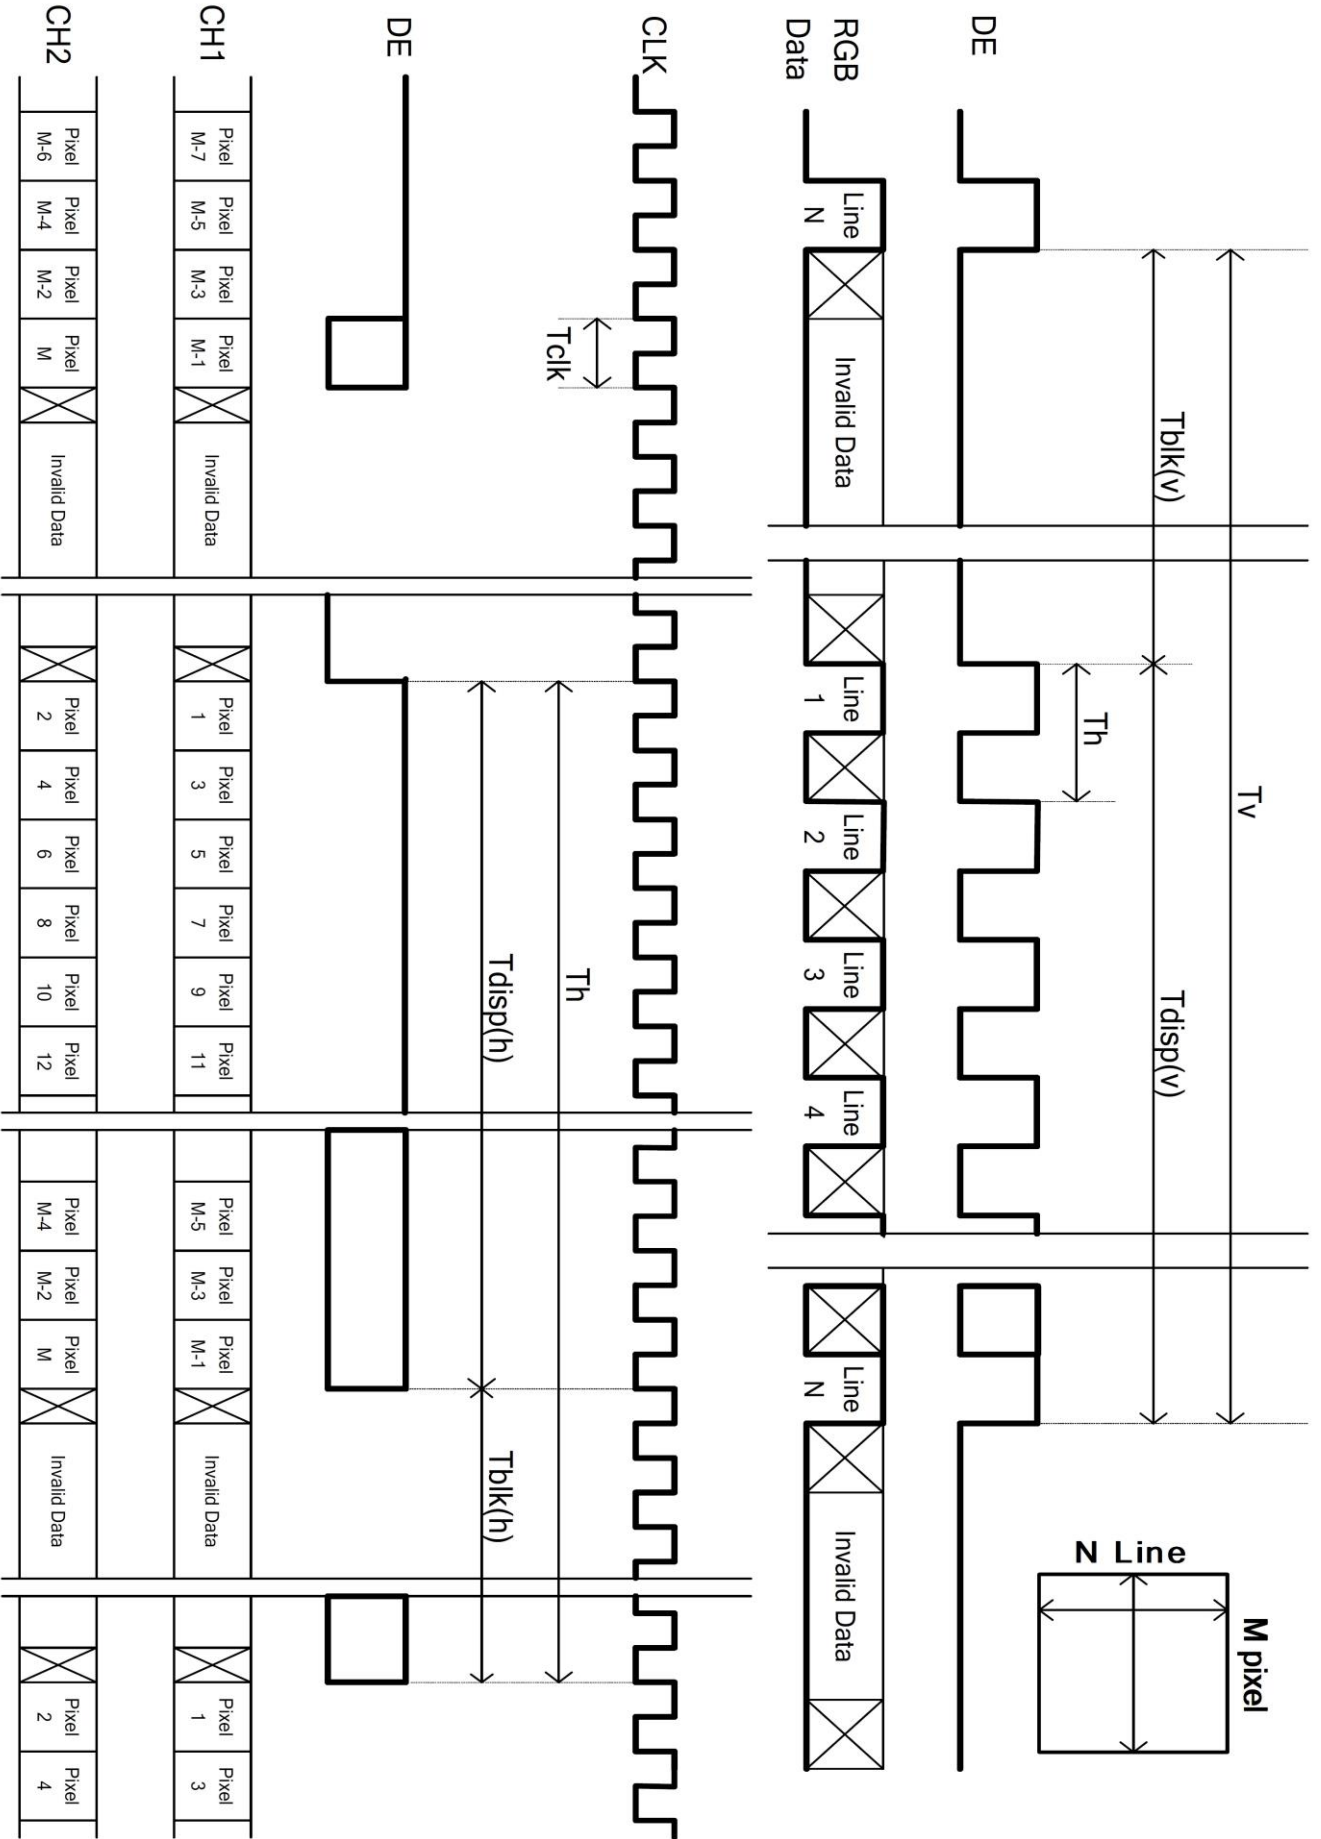 Tv
Tblk(v)
Tdisp(v)
Th
M pixel
N Line
DE
RGB
Data
Line
N
Invalid Data
Line
1
Line
2
Line
3
Line
4
Line
N
Invalid Data
CLK
Tclk
Th
Tdisp(h)
Tblk(h)
DE
CH1
Pixel
M-7
Pixel
M-5
Pixel
M-3
Pixel
M-1
Invalid Data
Pixel
1
Pixel
3
Pixel
5
Pixel
7
Pixel
9
Pixel
11
Pixel
M-5
Pixel
M-3
Pixel
M-1
Invalid Data
Pixel
1
Pixel
3
CH2
Pixel
M-6
Pixel
M-4
Pixel
M-2
Pixel
M
Invalid Data
Pixel
2
Pixel
4
Pixel
6
Pixel
8
Pixel
10
Pixel
12
Pixel
M-4
Pixel
M-2
Pixel
M
Invalid Data
Pixel
2
Pixel
4